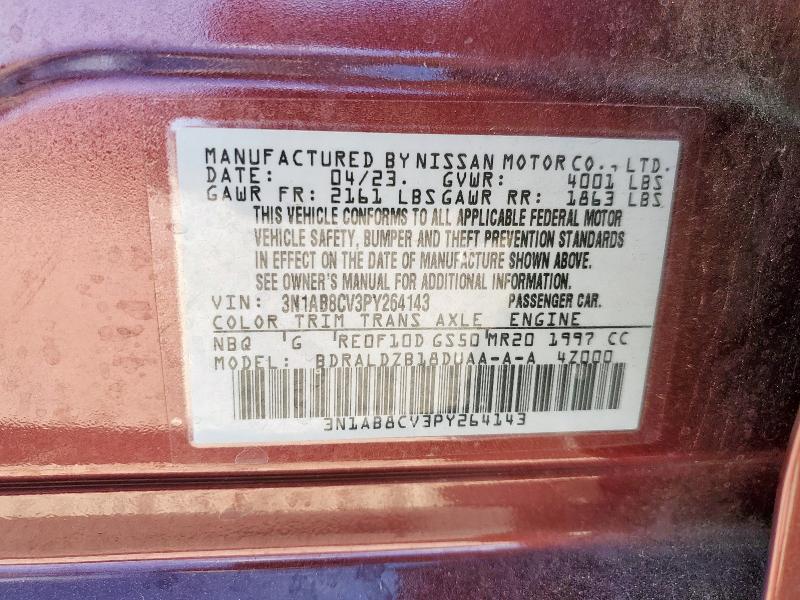 MANUFACTURED BY NISSAN MOTOR CO., LTD.
DATE: 04/23. GVWR: 4001 LBS
GAWR FR: 2161 LBS GAWR RR: 1863 LBS
THIS VEHICLE CONFORMS TO ALL APPLICABLE FEDERAL MOTOR
VEHICLE SAFETY, BUMPER AND THEFT PREVENTION STANDARDS
IN EFFECT ON THE DATE OF MANUFACTURE SHOWN ABOVE.
SEE OWNER'S MANUAL FOR ADDITIONAL INFORMATION.
VIN: 3N1AB8CV3PY264143 PASSENGER CAR.
COLOR TRIM TRANS AXLE ENGINE
NBQ G RE0F10D GS50 MR20 1997 CC
MODEL: BDRALDZB18DUAA-A-A 4Z000
3N1AB8CV3PY264143